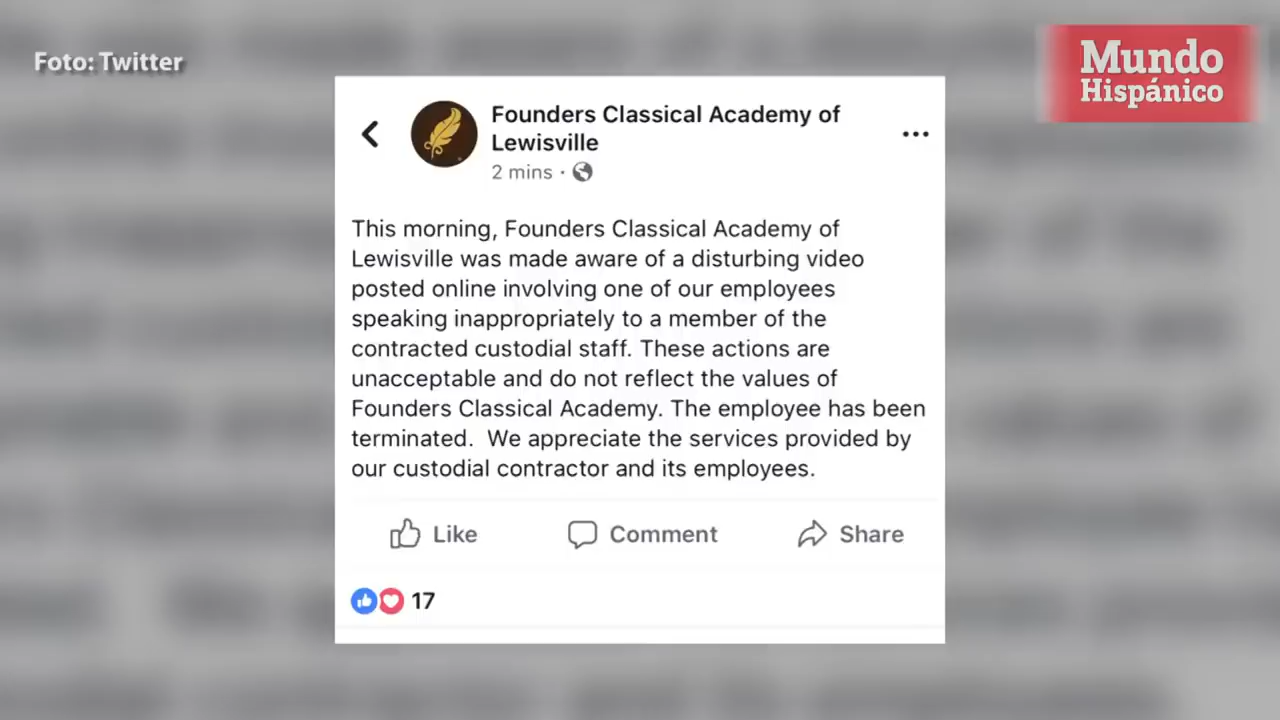 Foto: Twitter
Mundo
Hispánico
Founders Classical Academy of
Lewisville
2 mins ·
This morning, Founders Classical Academy of
Lewisville was made aware of a disturbing video
posted online involving one of our employees
speaking inappropriately to a member of the
contracted custodial staff. These actions are
unacceptable and do not reflect the values of
Founders Classical Academy. The employee has been
terminated.  We appreciate the services provided by
our custodial contractor and its employees.
Like Comment Share
17